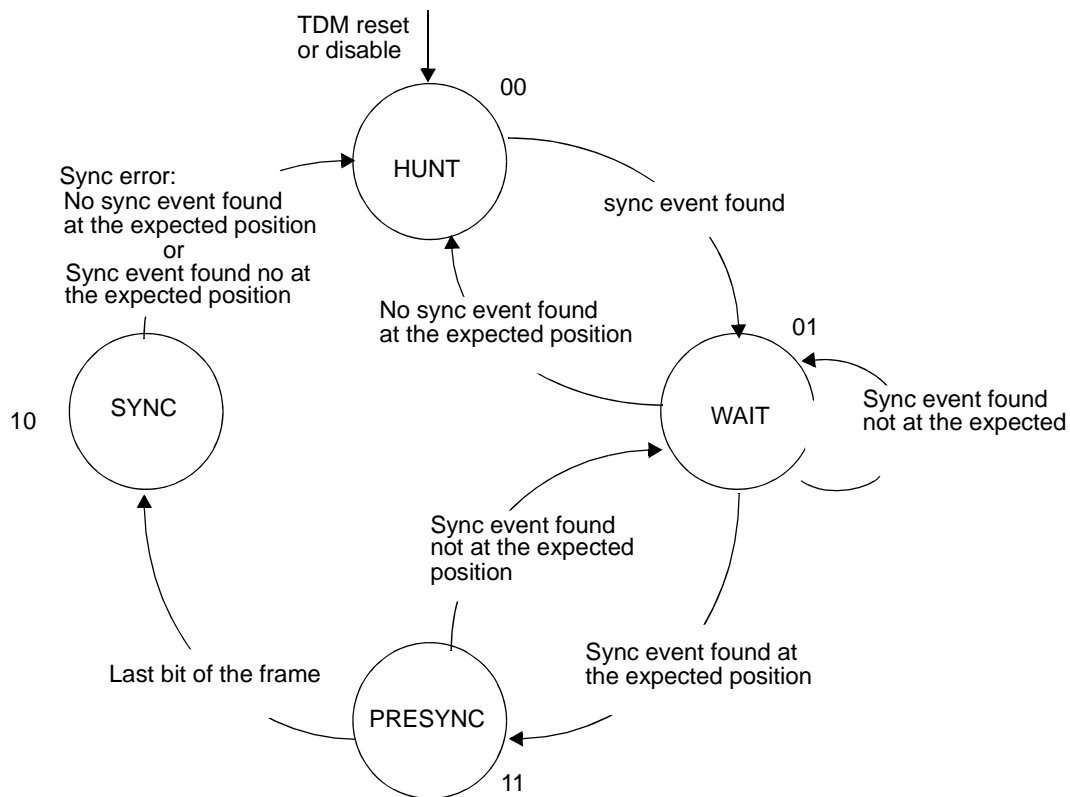 TDM reset
or disable
00
HUNT
Sync error:
No sync event found
at the expected position
or
Sync event found no at
the expected position
sync event found
No sync event found
at the expected position
01
10
SYNC
WAIT
Sync event found
not at the expected
Sync event found
not at the expected
position
Last bit of the frame
Sync event found at
the expected position
PRESYNC
11